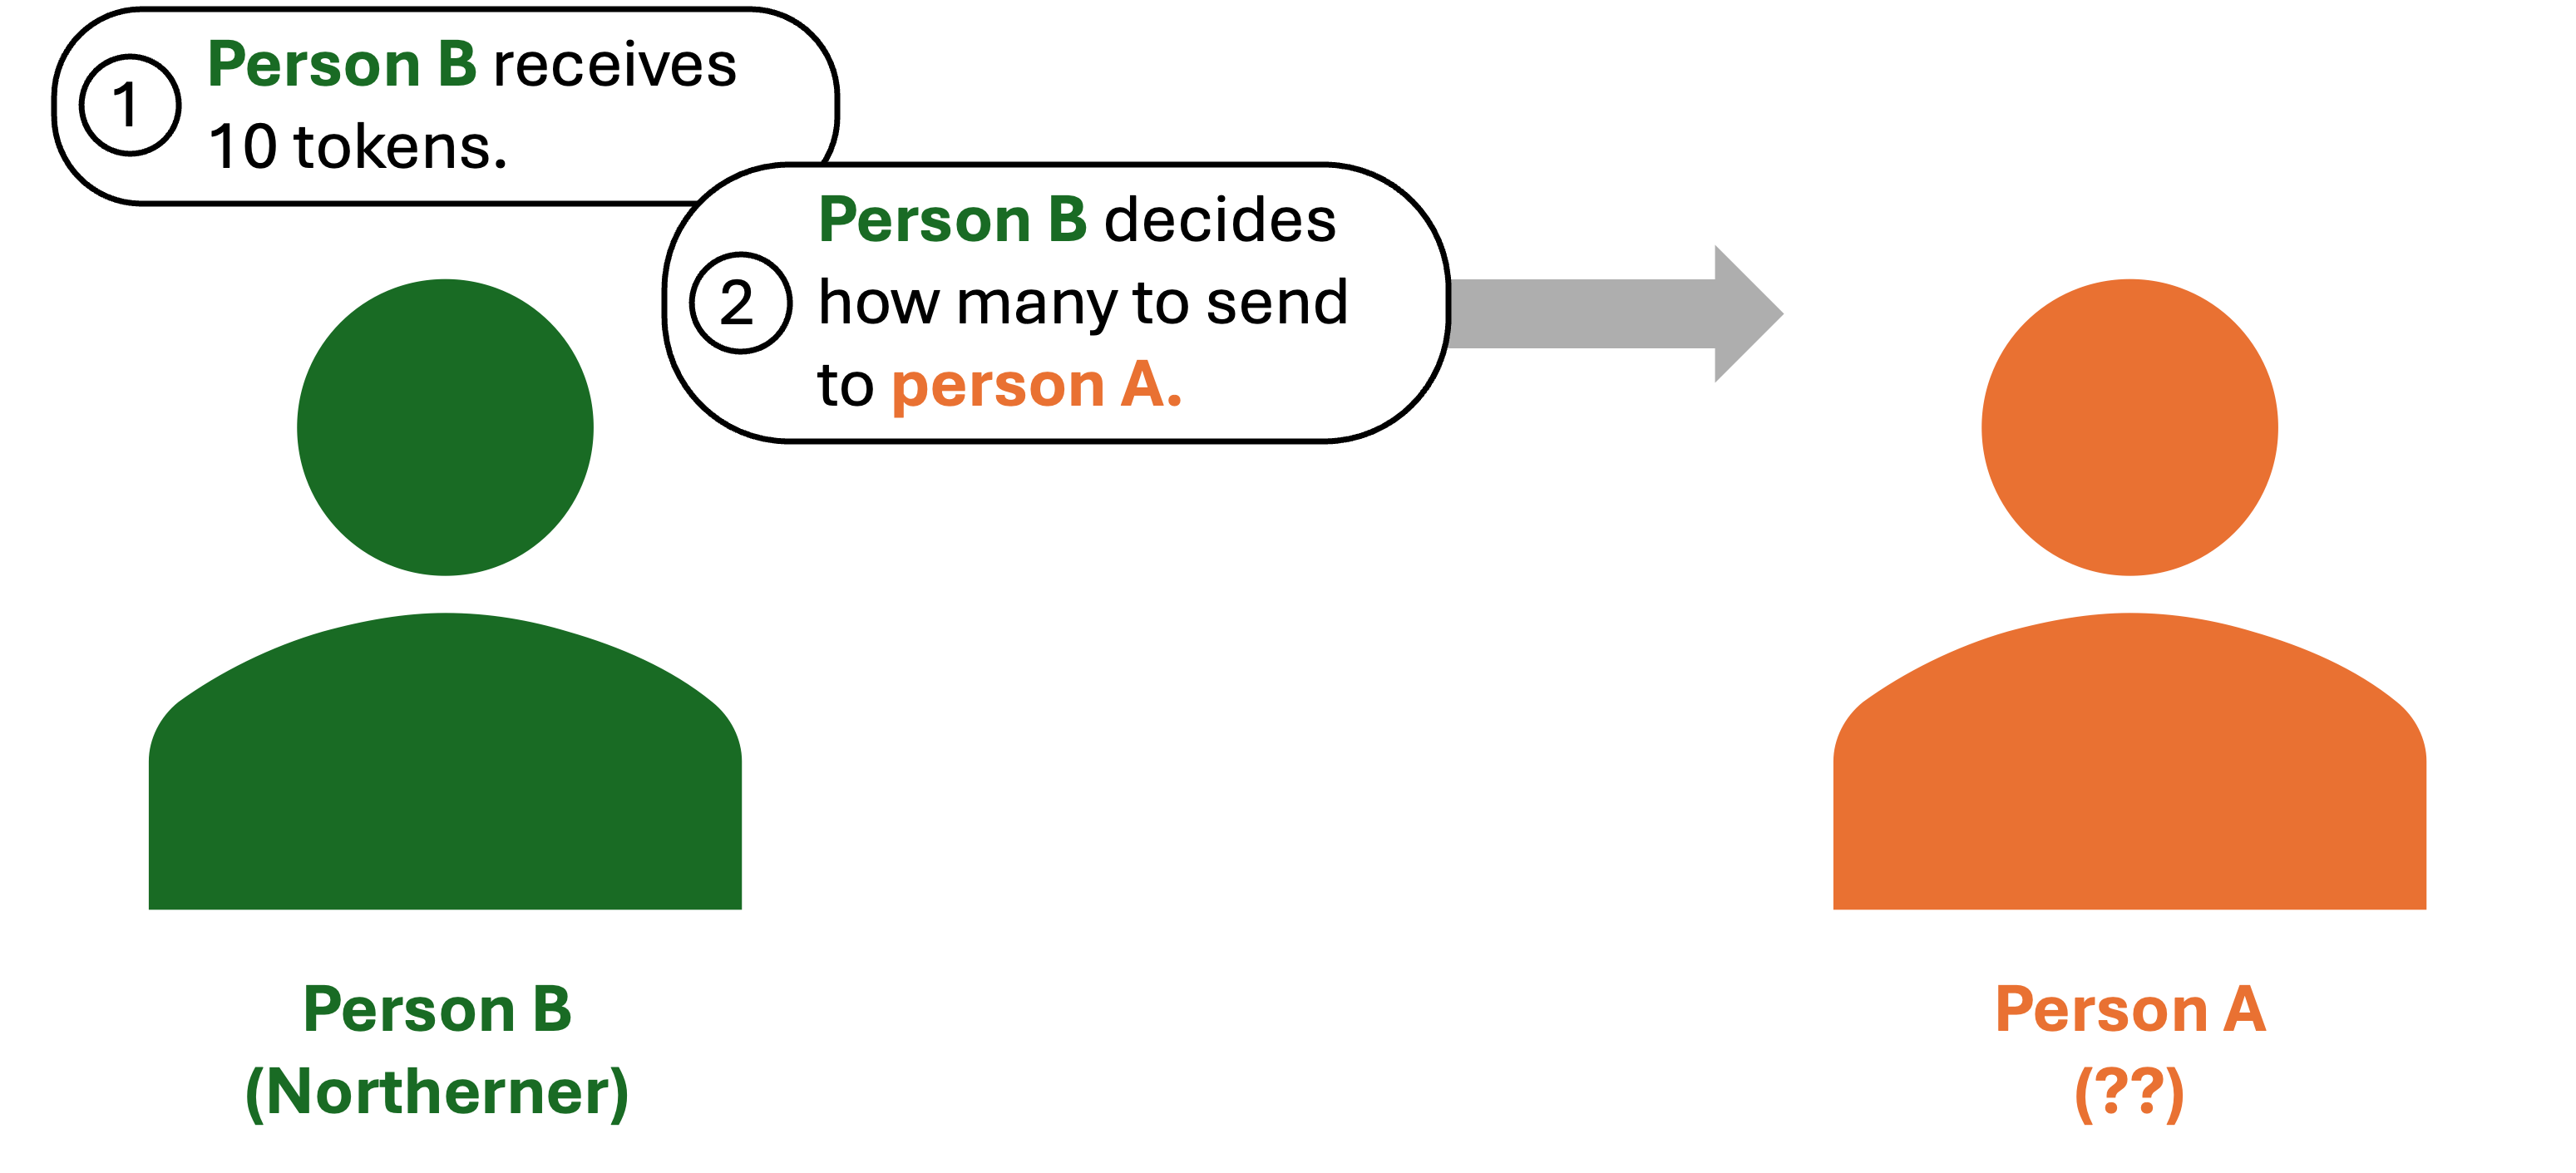 1
Person B receives
10 tokens.
2
Person B decides
how many to send
to person A.
Person B
(Northerner)
Person A
(??)